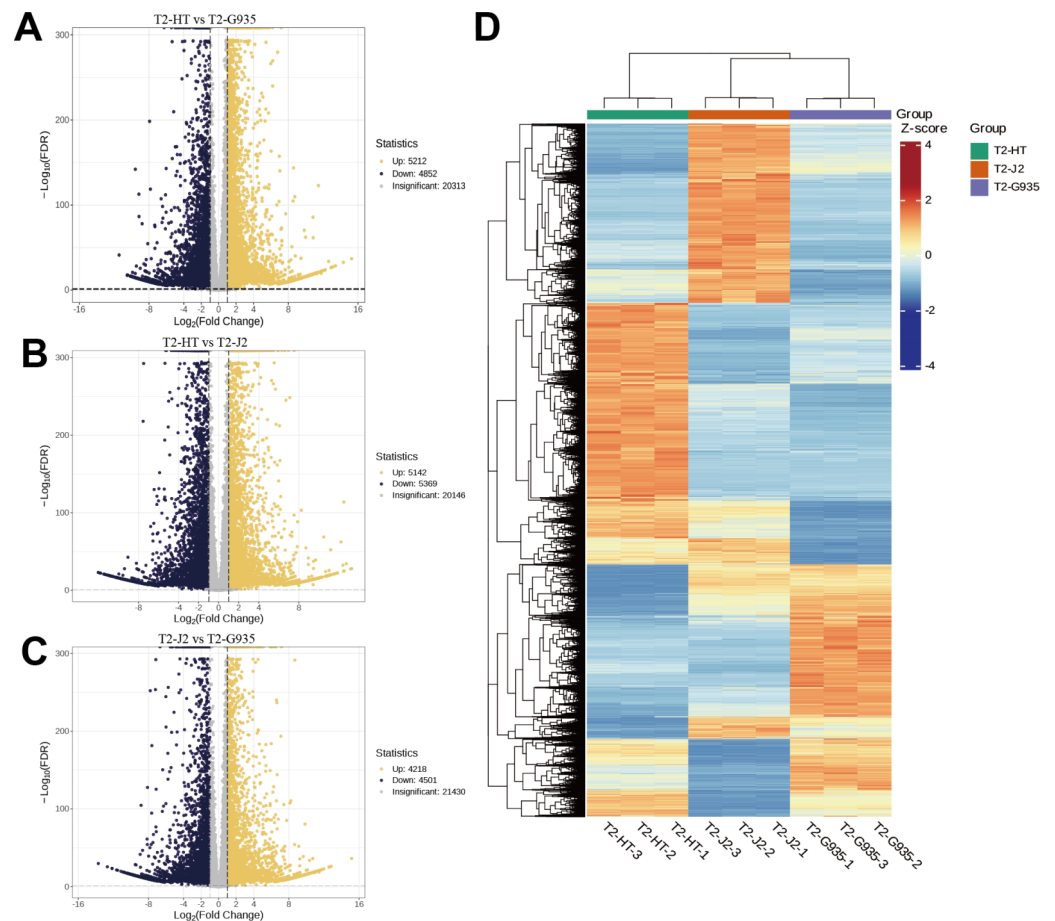 A
T2-HT vs T2-G935
300
200
100
0
−Log10(FDR)
-16
-8
-4
-2
0
2
4
8
16
Log2(Fold Change)
Statistics
Up: 5212
Down: 4852
Insignificant: 20313
B
T2-HT vs T2-J2
300
200
100
0
−Log10(FDR)
-8
-4
-2
0
2
4
8
Log2(Fold Change)
Statistics
Up: 5142
Down: 5369
Insignificant: 20146
C
T2-J2 vs T2-G935
300
200
100
0
−Log10(FDR)
-16
-8
-4
-2
0
2
4
8
16
Log2(Fold Change)
Statistics
Up: 4218
Down: 4501
Insignificant: 21430
D
Group
Z-score
4
2
0
-2
-4
Group
T2-HT
T2-J2
T2-G935
T2-HT-3
T2-HT-2
T2-HT-1
T2-J2-3
T2-J2-2
T2-J2-1
T2-G935-1
T2-G935-3
T2-G935-2